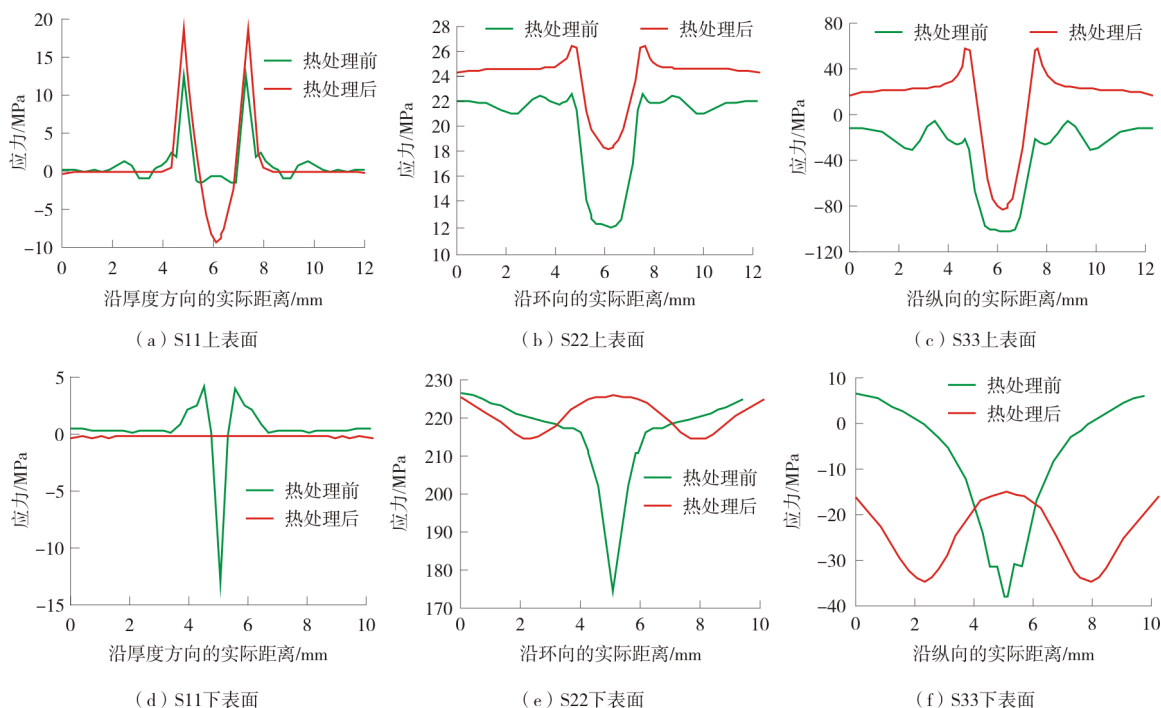 应力/MPa
20
15
10
5
0
-5
-10
0 2 4 6 8 10 12
热处理前
热处理后
沿厚度方向的实际距离/mm
（a）S11上表面
应力/MPa
28
26
24
22
20
18
16
14
12
10
0 2 4 6 8 10 12
热处理前 热处理后
沿环向的实际距离/mm
（b）S22上表面
应力/MPa
80
40
0
-40
-80
-120
0 2 4 6 8 10 12
热处理前 热处理后
沿纵向的实际距离/mm
（c）S33上表面
应力/MPa
5
0
-5
-10
-15
0 2 4 6 8 10
热处理前
热处理后
沿厚度方向的实际距离/mm
（d）S11下表面
应力/MPa
230
220
210
200
190
180
170
0 2 4 6 8 10
热处理前
热处理后
沿环向的实际距离/mm
（e）S22下表面
应力/MPa
10
0
-10
-20
-30
-40
0 2 4 6 8 10
热处理前
热处理后
沿纵向的实际距离/mm
（f）S33下表面